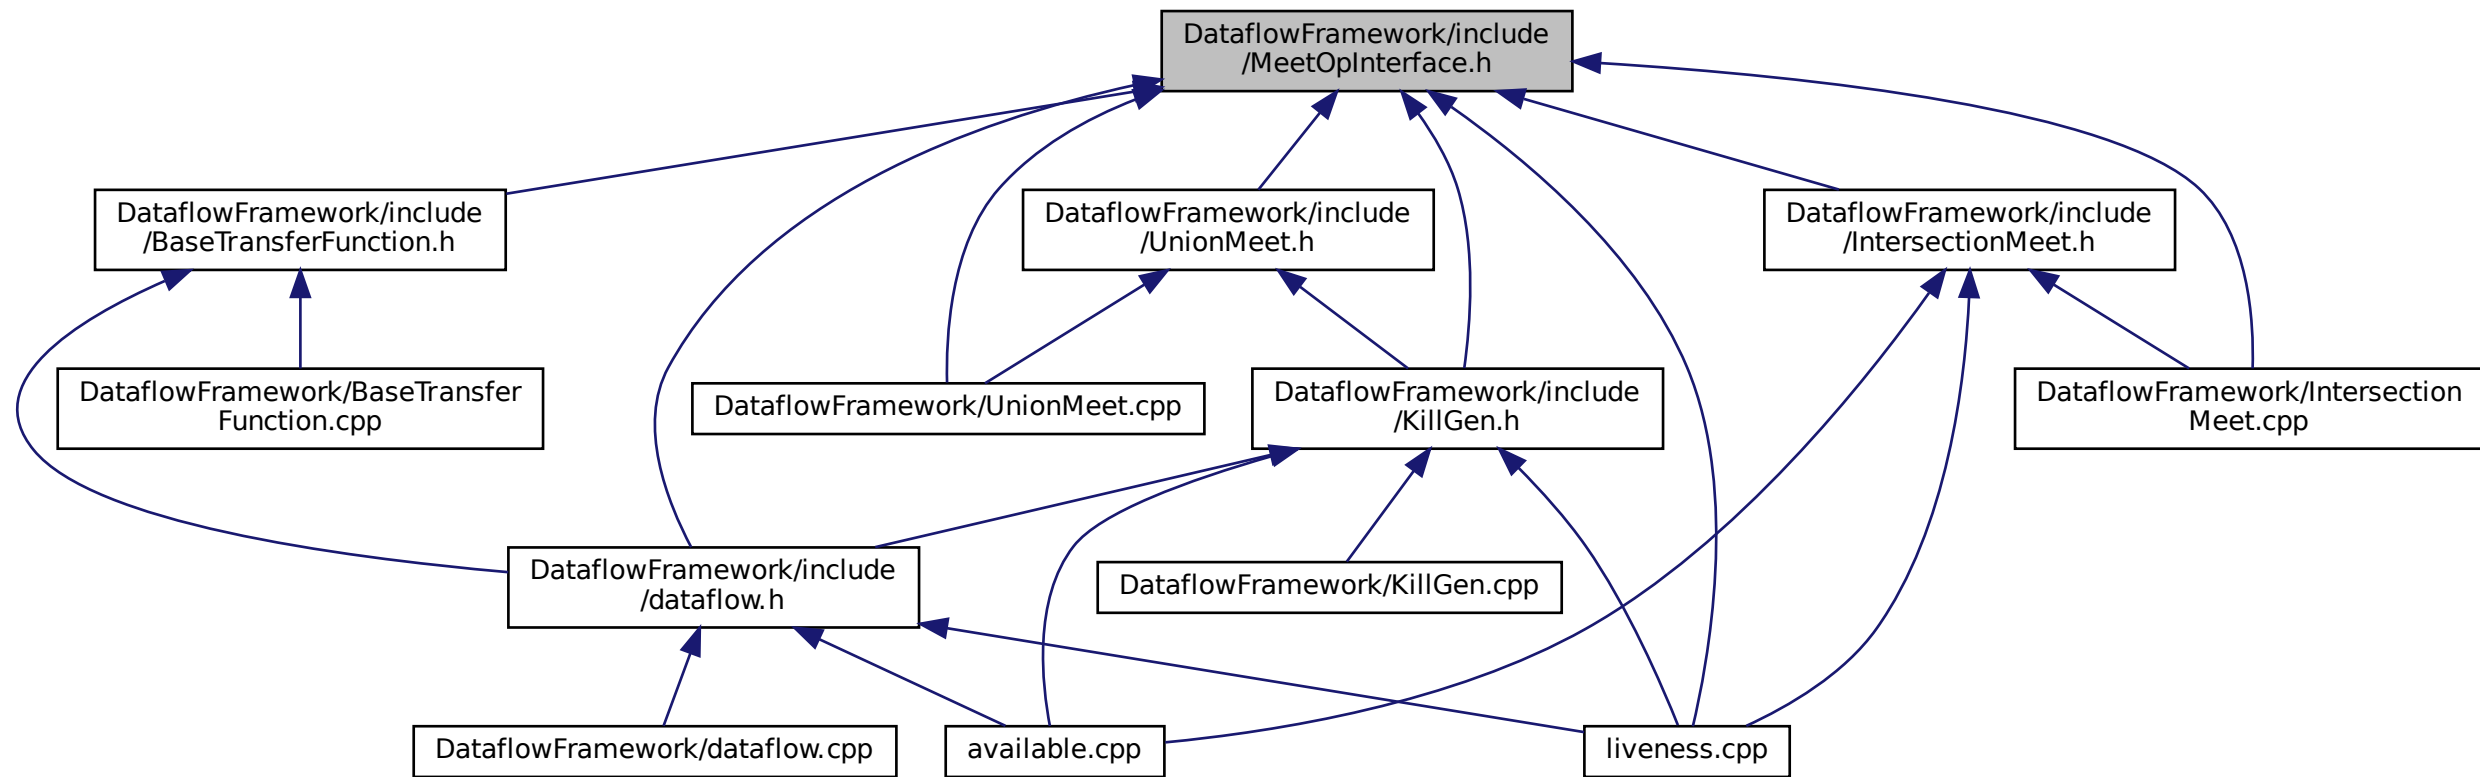 DataflowFramework/include
/MeetOpInterface.h
DataflowFramework/include
/BaseTransferFunction.h
DataflowFramework/include
/UnionMeet.h
DataflowFramework/include
/IntersectionMeet.h
DataflowFramework/BaseTransfer
Function.cpp
DataflowFramework/UnionMeet.cpp
DataflowFramework/include
/KillGen.h
DataflowFramework/Intersection
Meet.cpp
DataflowFramework/include
/dataflow.h
DataflowFramework/KillGen.cpp
DataflowFramework/dataflow.cpp
available.cpp
liveness.cpp